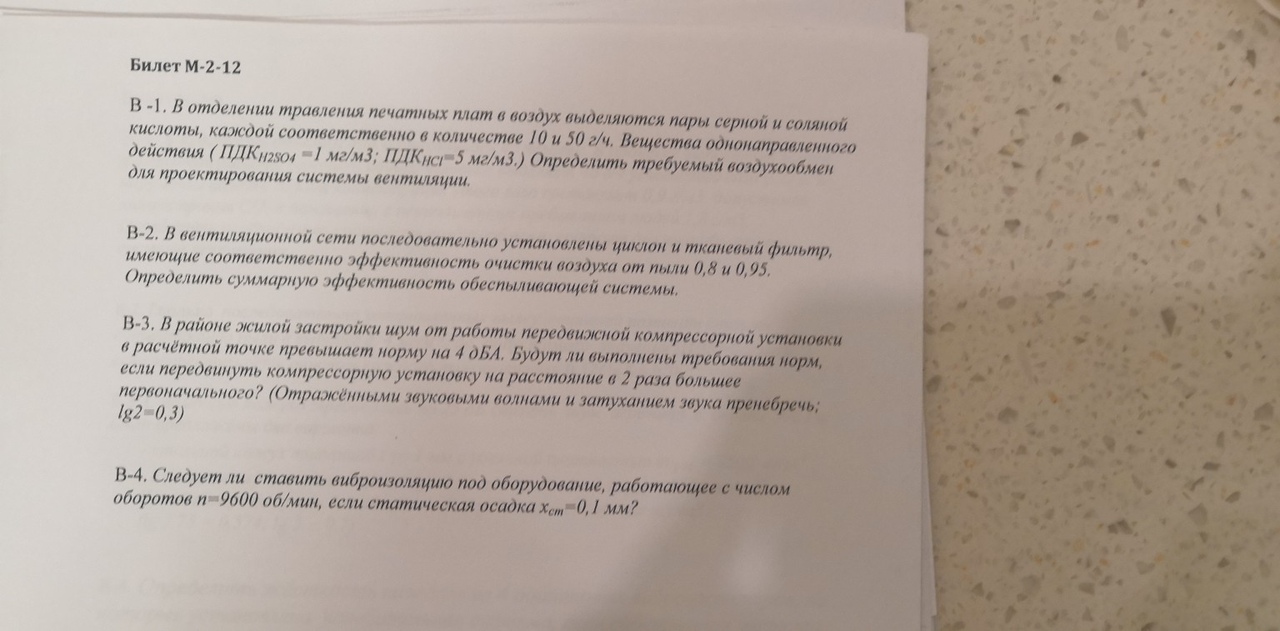 Билет М-2-12
В -1. В отделении травления печатных плат в воздух выделяются пары серной и соляной
кислоты, каждой соответственно в количестве 10 и 50 г/ч. Вещества однонаправленного
действия ( ПДКH2SO4 =1 мг/м3; ПДКHCl=5 мг/м3.) Определить требуемый воздухообмен
для проектирования системы вентиляции.
В-2. В вентиляционной сети последовательно установлены циклон и тканевый фильтр,
имеющие соответственно эффективность очистки воздуха от пыли 0,8 и 0,95.
Определить суммарную эффективность обеспыливающей системы.
В-3. В районе жилой застройки шум от работы передвижной компрессорной установки
в расчётной точке превышает норму на 4 дБА. Будут ли выполнены требования норм,
если передвинуть компрессорную установку на расстояние в 2 раза большее
первоначального? (Отражёнными звуковыми волнами и затуханием звука пренебречь;
lg2=0,3)
В-4. Следует ли ставить виброизоляцию под оборудование, работающее с числом
оборотов n=9600 об/мин, если статическая осадка xст=0,1 мм?